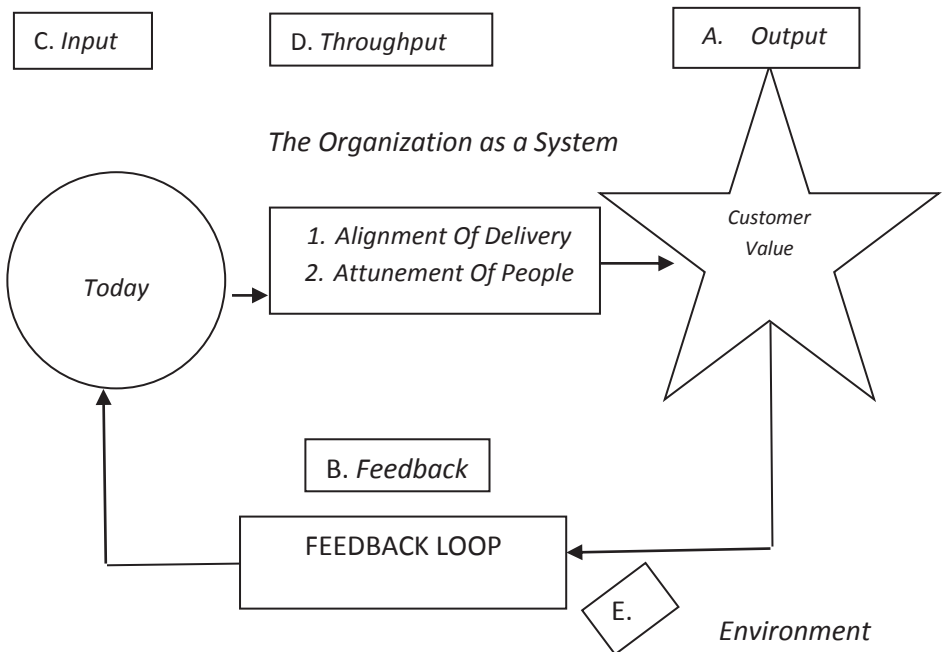 C. Input
D. Throughput
A. Output
The Organization as a System
Customer
Value
1. Alignment Of Delivery
2. Attunement Of People
Today
B. Feedback
FEEDBACK LOOP
E.
Environment